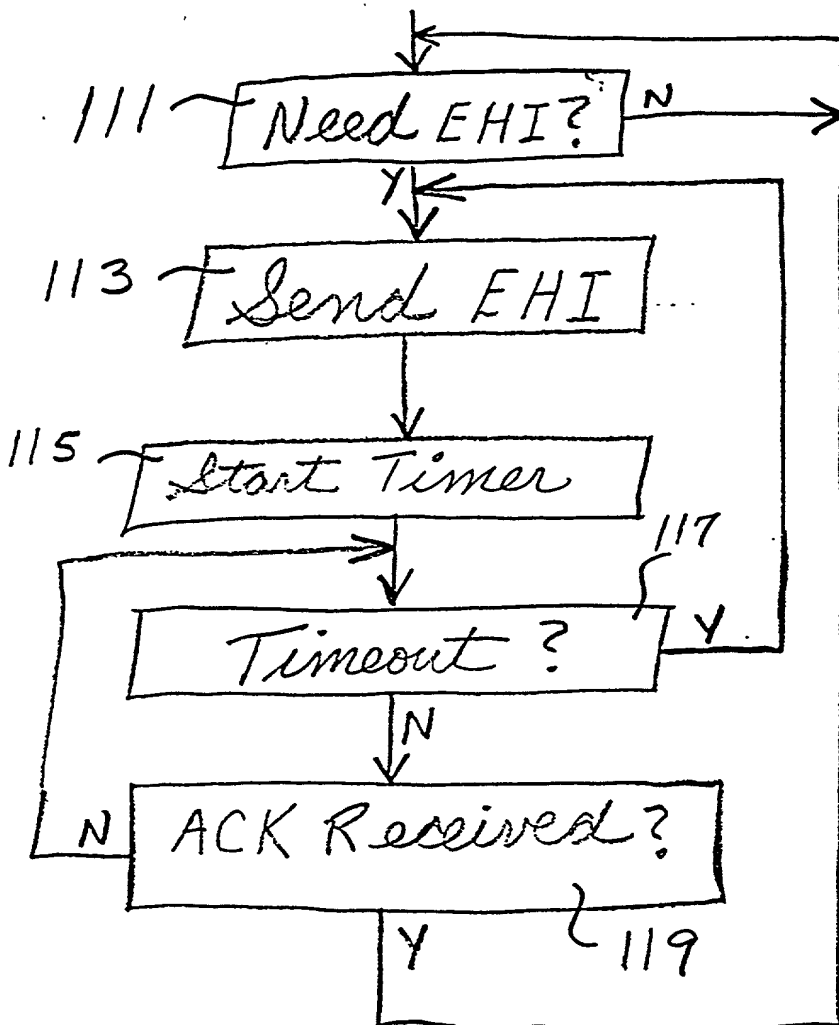 111 Need EHI? N
Y
113 Send EHI
115 Start Timer
117
Timeout ? Y
N
N ACK Received?
Y 119